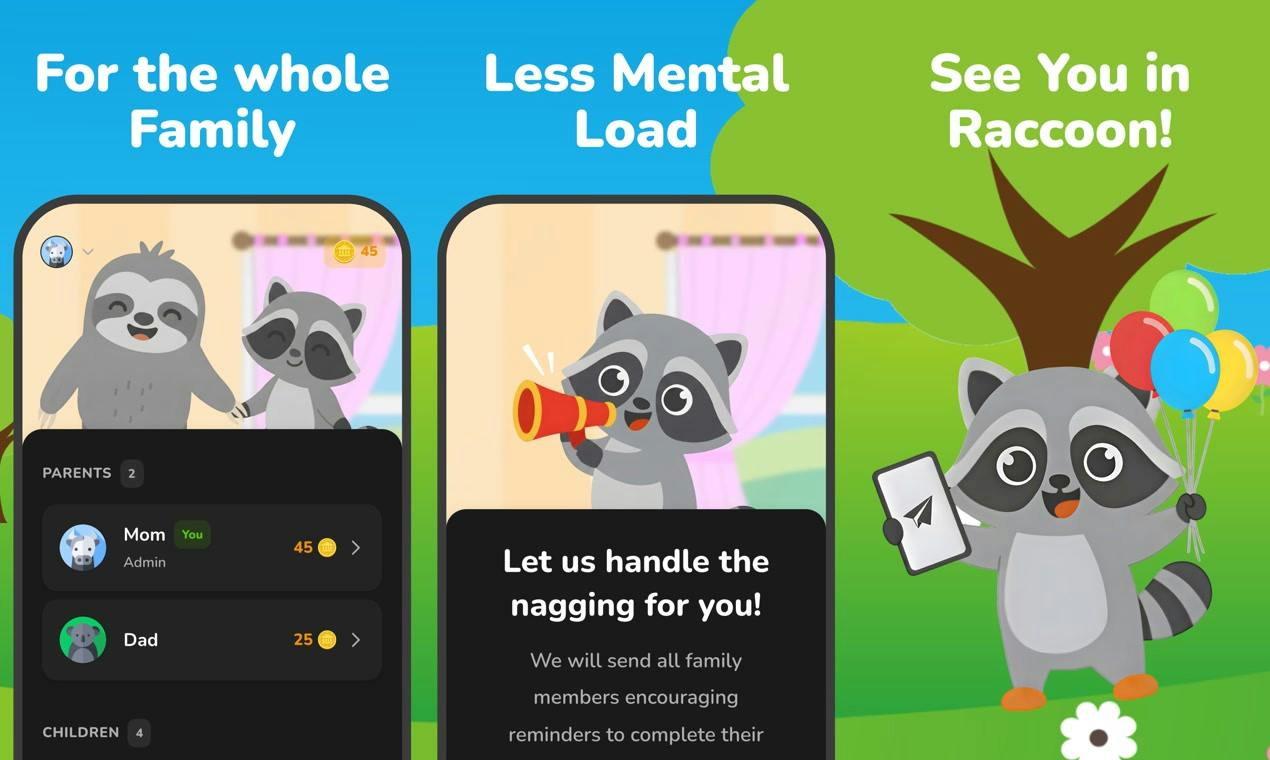 For the whole
Family
45
PARENTS 2
Mom You
Admin
45
Dad
25
CHILDREN 4
Less Mental
Load
Let us handle the
nagging for you!
We will send all family
members encouraging
reminders to complete their
See You in
Raccoon!